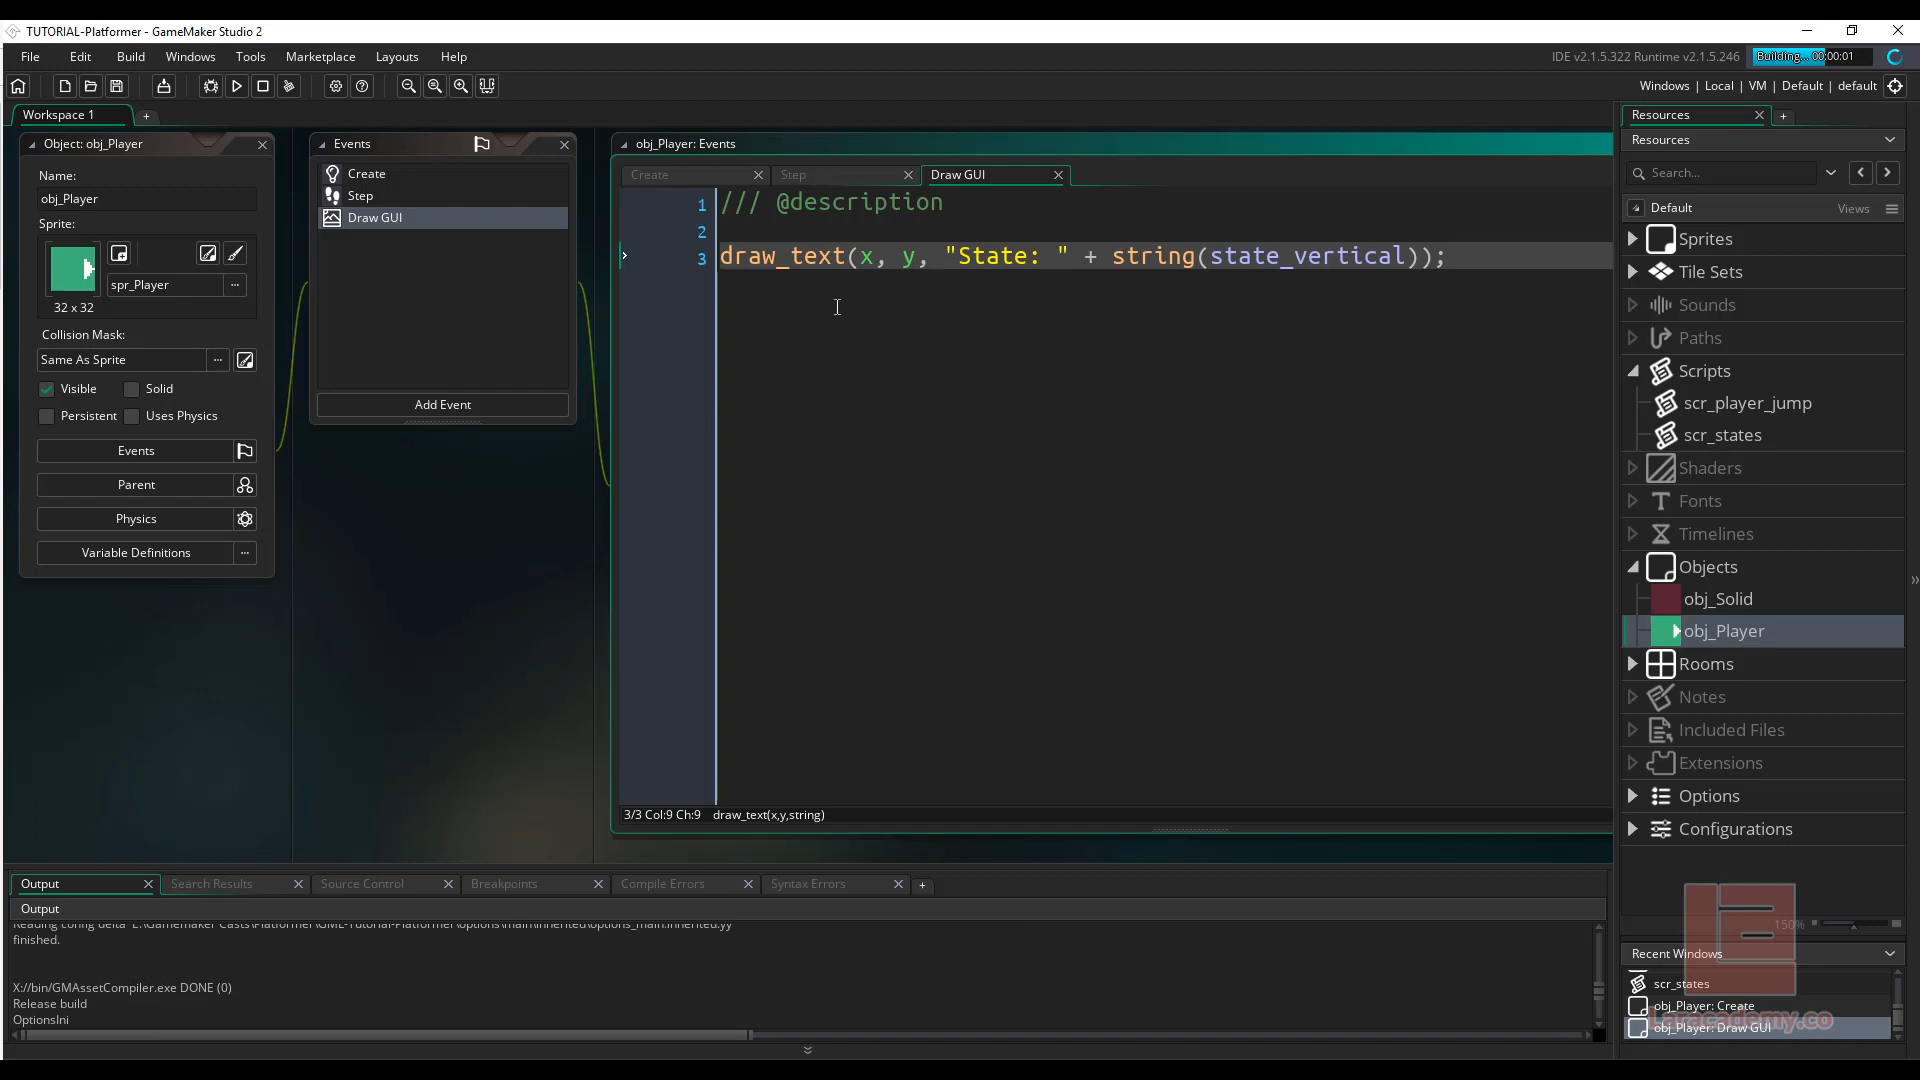 TUTORIAL-Platformer - GameMaker Studio 2
File Edit Build Windows Tools Marketplace Layouts Help
IDE v2.1.5.322 Runtime v2.1.5.246
Building... 00:00:01
Windows | Local | VM | Default | default
Workspace 1
Object: obj_Player
Name:
obj_Player
Sprite:
spr_Player
32 x 32
Collision Mask:
Same As Sprite
Visible Solid
Persistent Uses Physics
Events
Parent
Physics
Variable Definitions
Events
Create
Step
Draw GUI
Add Event
obj_Player: Events
Create Step Draw GUI
1 /// @description
2
3 draw_text(x, y, "State: " + string(state_vertical));
3/3 Col:9 Ch:9 draw_text(x,y,string)
Resources
Resources
Search...
Default Views
Sprites
Tile Sets
Sounds
Paths
Scripts
scr_player_jump
scr_states
Shaders
Fonts
Timelines
Objects
obj_Solid
obj_Player
Rooms
Notes
Included Files
Extensions
Options
Configurations
150%
Recent Windows
scr_states
obj_Player: Create
obj_Player: Draw GUI
Laracademy.co
Output Search Results Source Control Breakpoints Compile Errors Syntax Errors
Output
finished.
X://bin/GMAssetCompiler.exe DONE (0)
Release build
OptionsIni